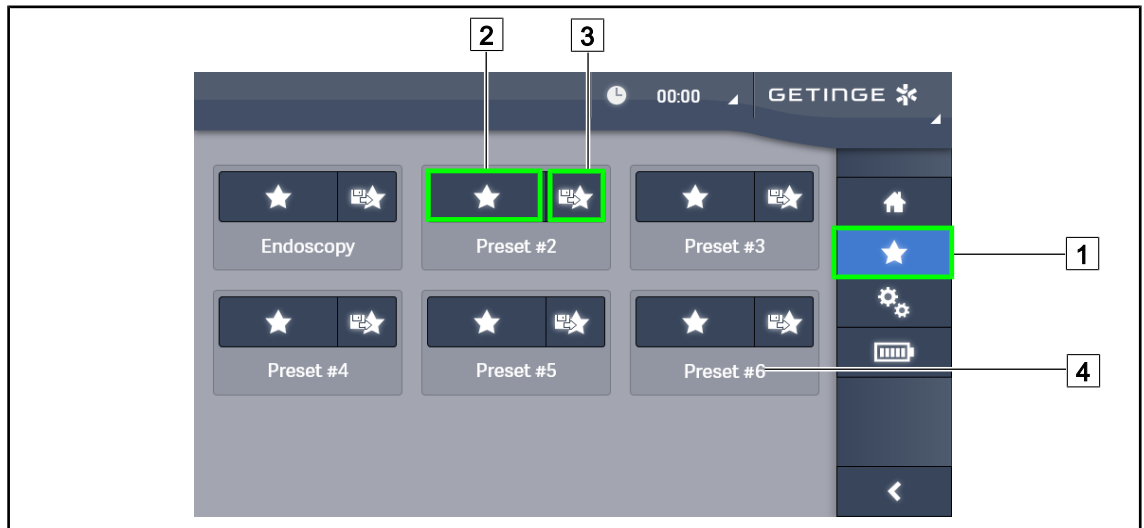 2 3
00:00 GETINGE
Endoscopy Preset #2 Preset #3
1
Preset #4 Preset #5 Preset #6
4